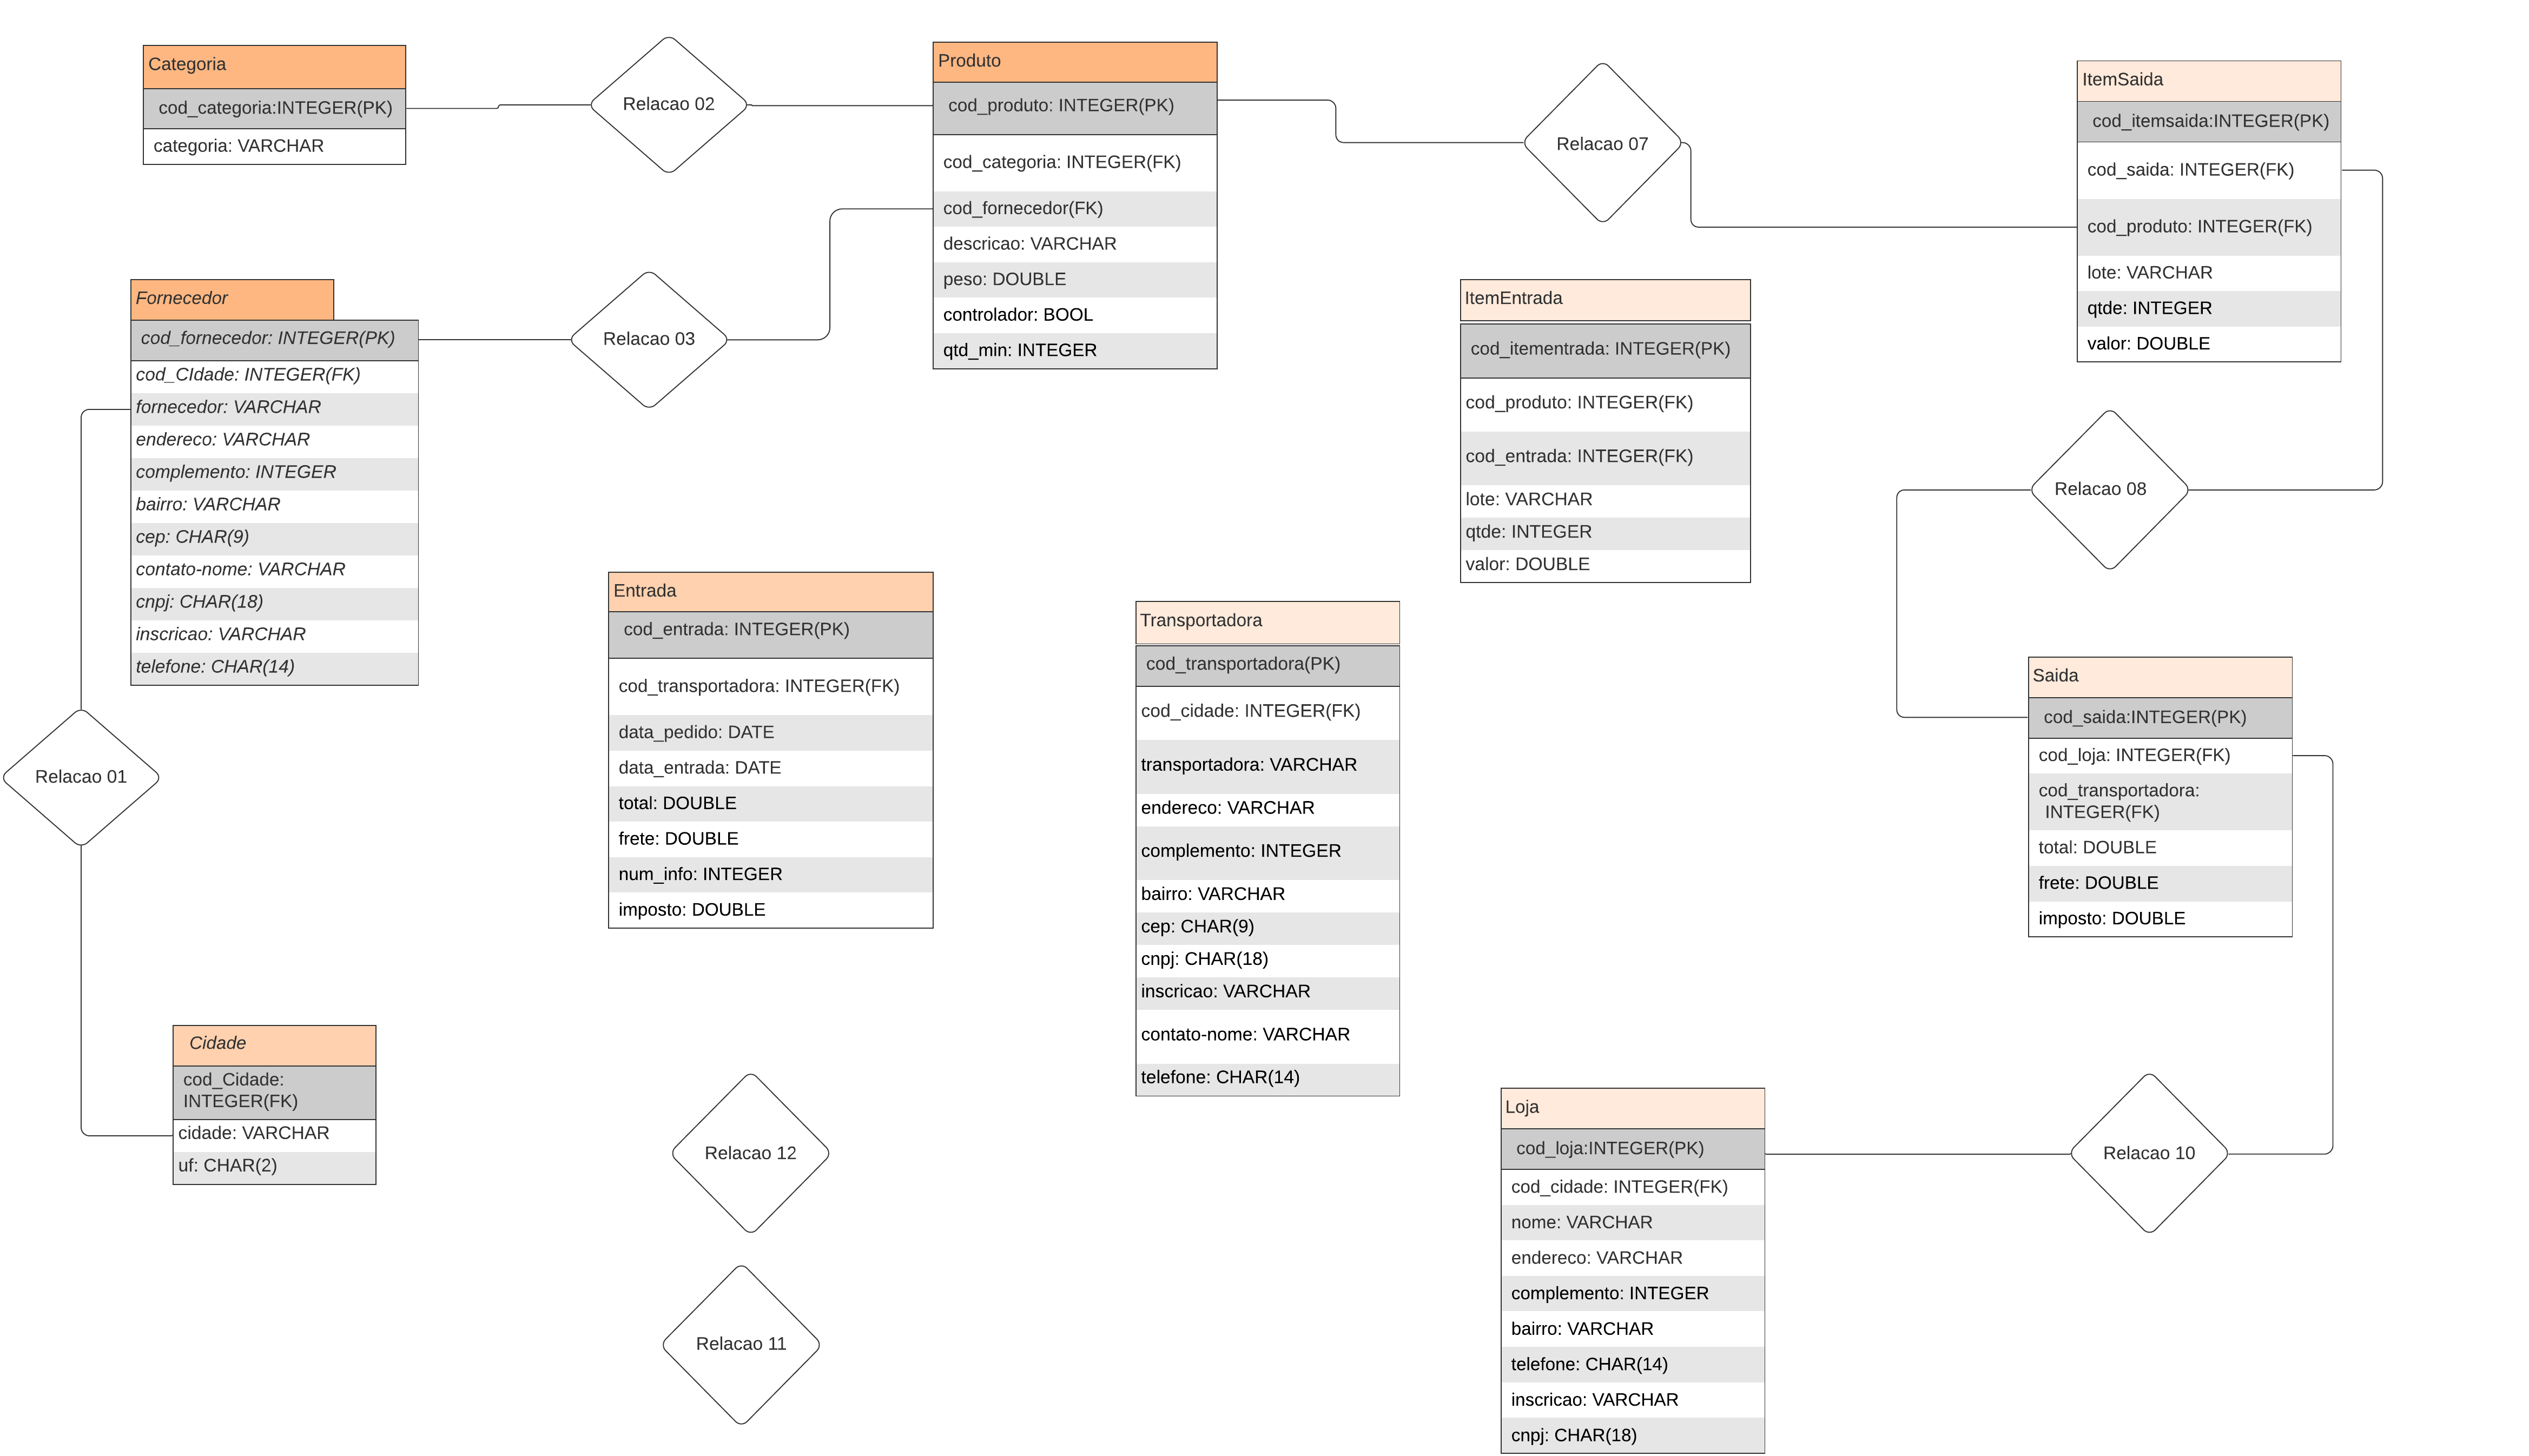 Categoria
cod_categoria:INTEGER(PK)
categoria: VARCHAR
Relacao 02
Produto
cod_produto: INTEGER(PK)
cod_categoria: INTEGER(FK)
cod_fornecedor(FK)
descricao: VARCHAR
peso: DOUBLE
controlador: BOOL
qtd_min: INTEGER
Relacao 07
ItemSaida
cod_itemsaida:INTEGER(PK)
cod_saida: INTEGER(FK)
cod_produto: INTEGER(FK)
lote: VARCHAR
qtde: INTEGER
valor: DOUBLE
Fornecedor
cod_fornecedor: INTEGER(PK)
cod_CIdade: INTEGER(FK)
fornecedor: VARCHAR
endereco: VARCHAR
complemento: INTEGER
bairro: VARCHAR
cep: CHAR(9)
contato-nome: VARCHAR
cnpj: CHAR(18)
inscricao: VARCHAR
telefone: CHAR(14)
Relacao 03
ItemEntrada
cod_itementrada: INTEGER(PK)
cod_produto: INTEGER(FK)
cod_entrada: INTEGER(FK)
lote: VARCHAR
qtde: INTEGER
valor: DOUBLE
Relacao 08
Entrada
cod_entrada: INTEGER(PK)
cod_transportadora: INTEGER(FK)
data_pedido: DATE
data_entrada: DATE
total: DOUBLE
frete: DOUBLE
num_info: INTEGER
imposto: DOUBLE
Transportadora
cod_transportadora(PK)
cod_cidade: INTEGER(FK)
transportadora: VARCHAR
endereco: VARCHAR
complemento: INTEGER
bairro: VARCHAR
cep: CHAR(9)
cnpj: CHAR(18)
inscricao: VARCHAR
contato-nome: VARCHAR
telefone: CHAR(14)
Saida
cod_saida:INTEGER(PK)
cod_loja: INTEGER(FK)
cod_transportadora:
INTEGER(FK)
total: DOUBLE
frete: DOUBLE
imposto: DOUBLE
Relacao 01
Cidade
cod_Cidade:
INTEGER(FK)
cidade: VARCHAR
uf: CHAR(2)
Relacao 12
Relacao 11
Loja
cod_loja:INTEGER(PK)
cod_cidade: INTEGER(FK)
nome: VARCHAR
endereco: VARCHAR
complemento: INTEGER
bairro: VARCHAR
telefone: CHAR(14)
inscricao: VARCHAR
cnpj: CHAR(18)
Relacao 10